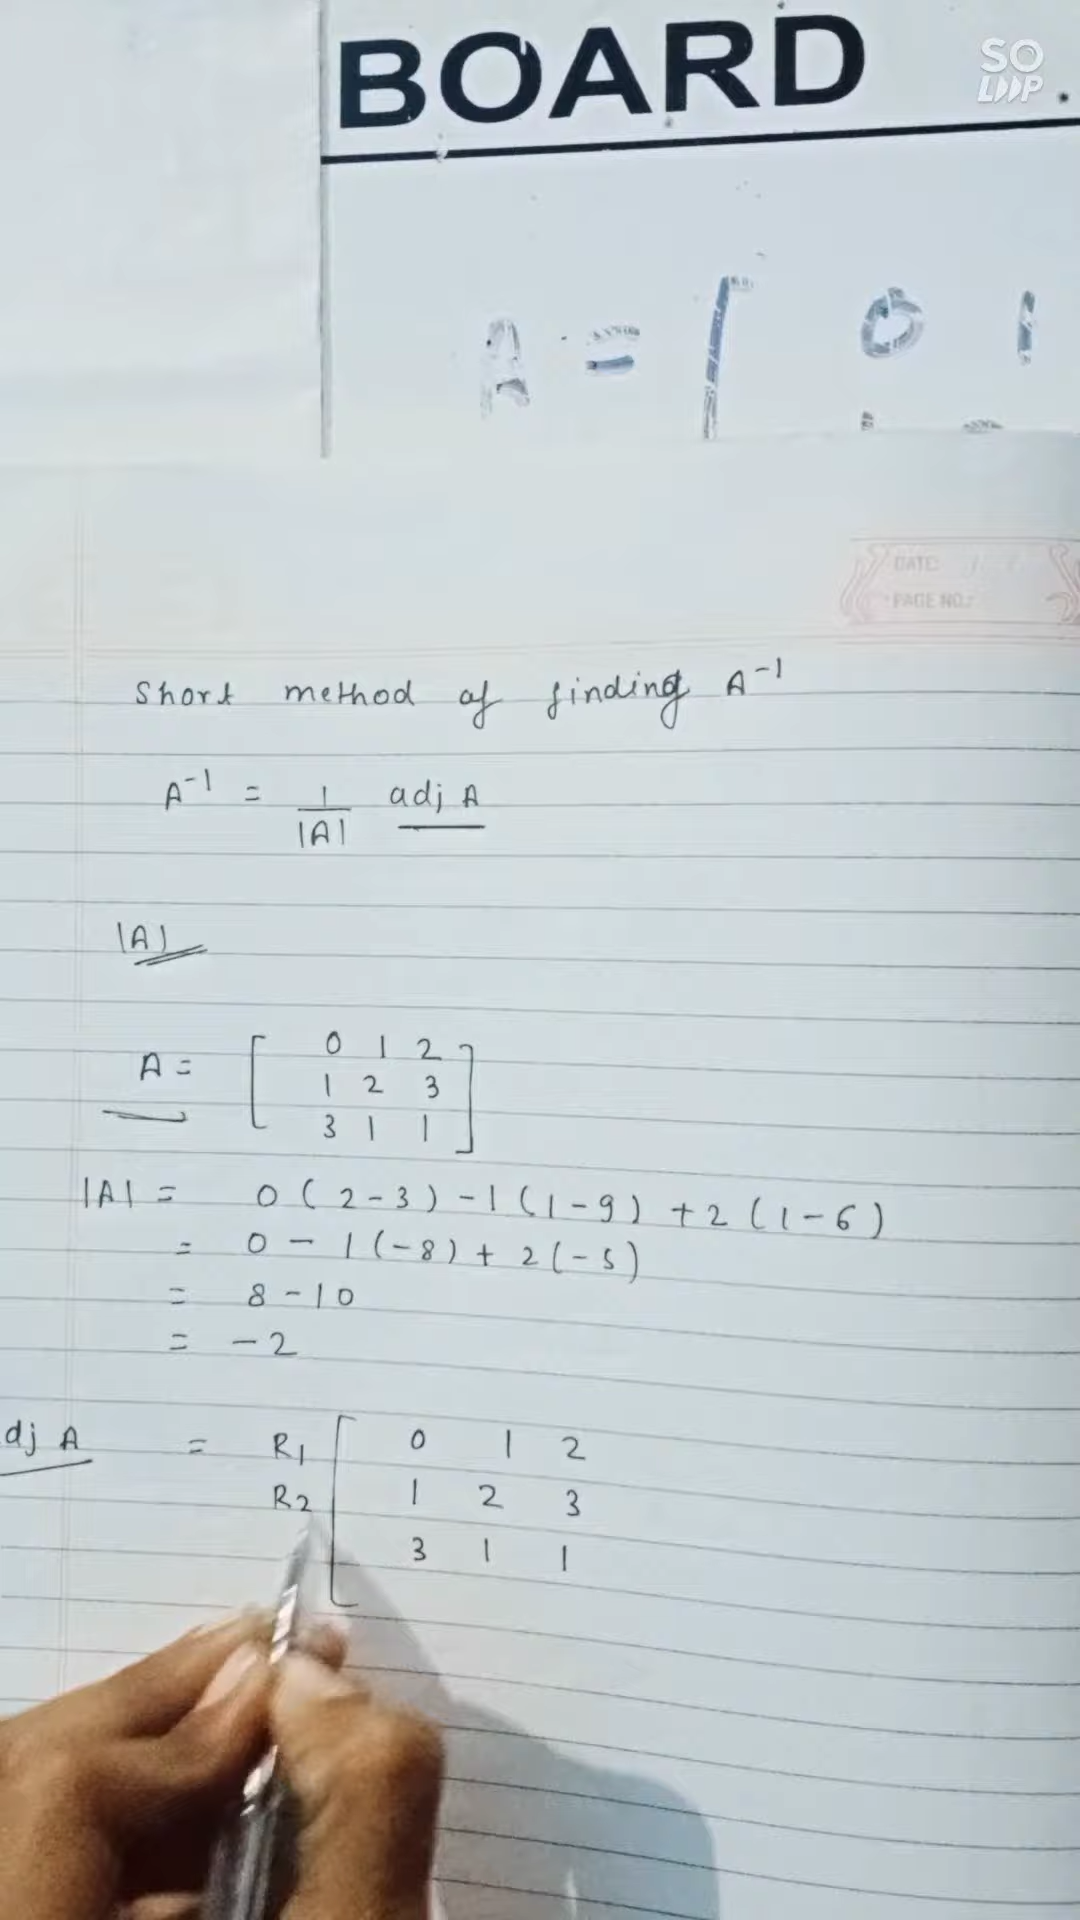 SO
LOOP
BOARD
A = [ 0 1
DATE: / /
PAGE NO.:
Short method of finding A⁻¹
A⁻¹ = 1/|A| adj A
|A|
A = [ 0 1 2
1 2 3
3 1 1 ]
|A| = 0 ( 2 - 3 ) - 1 ( 1 - 9 ) + 2 ( 1 - 6 )
= 0 - 1 ( - 8 ) + 2 ( - 5 )
= 8 - 10
= - 2
dj A = R1 [ 0 1 2
R2 1 2 3
3 1 1